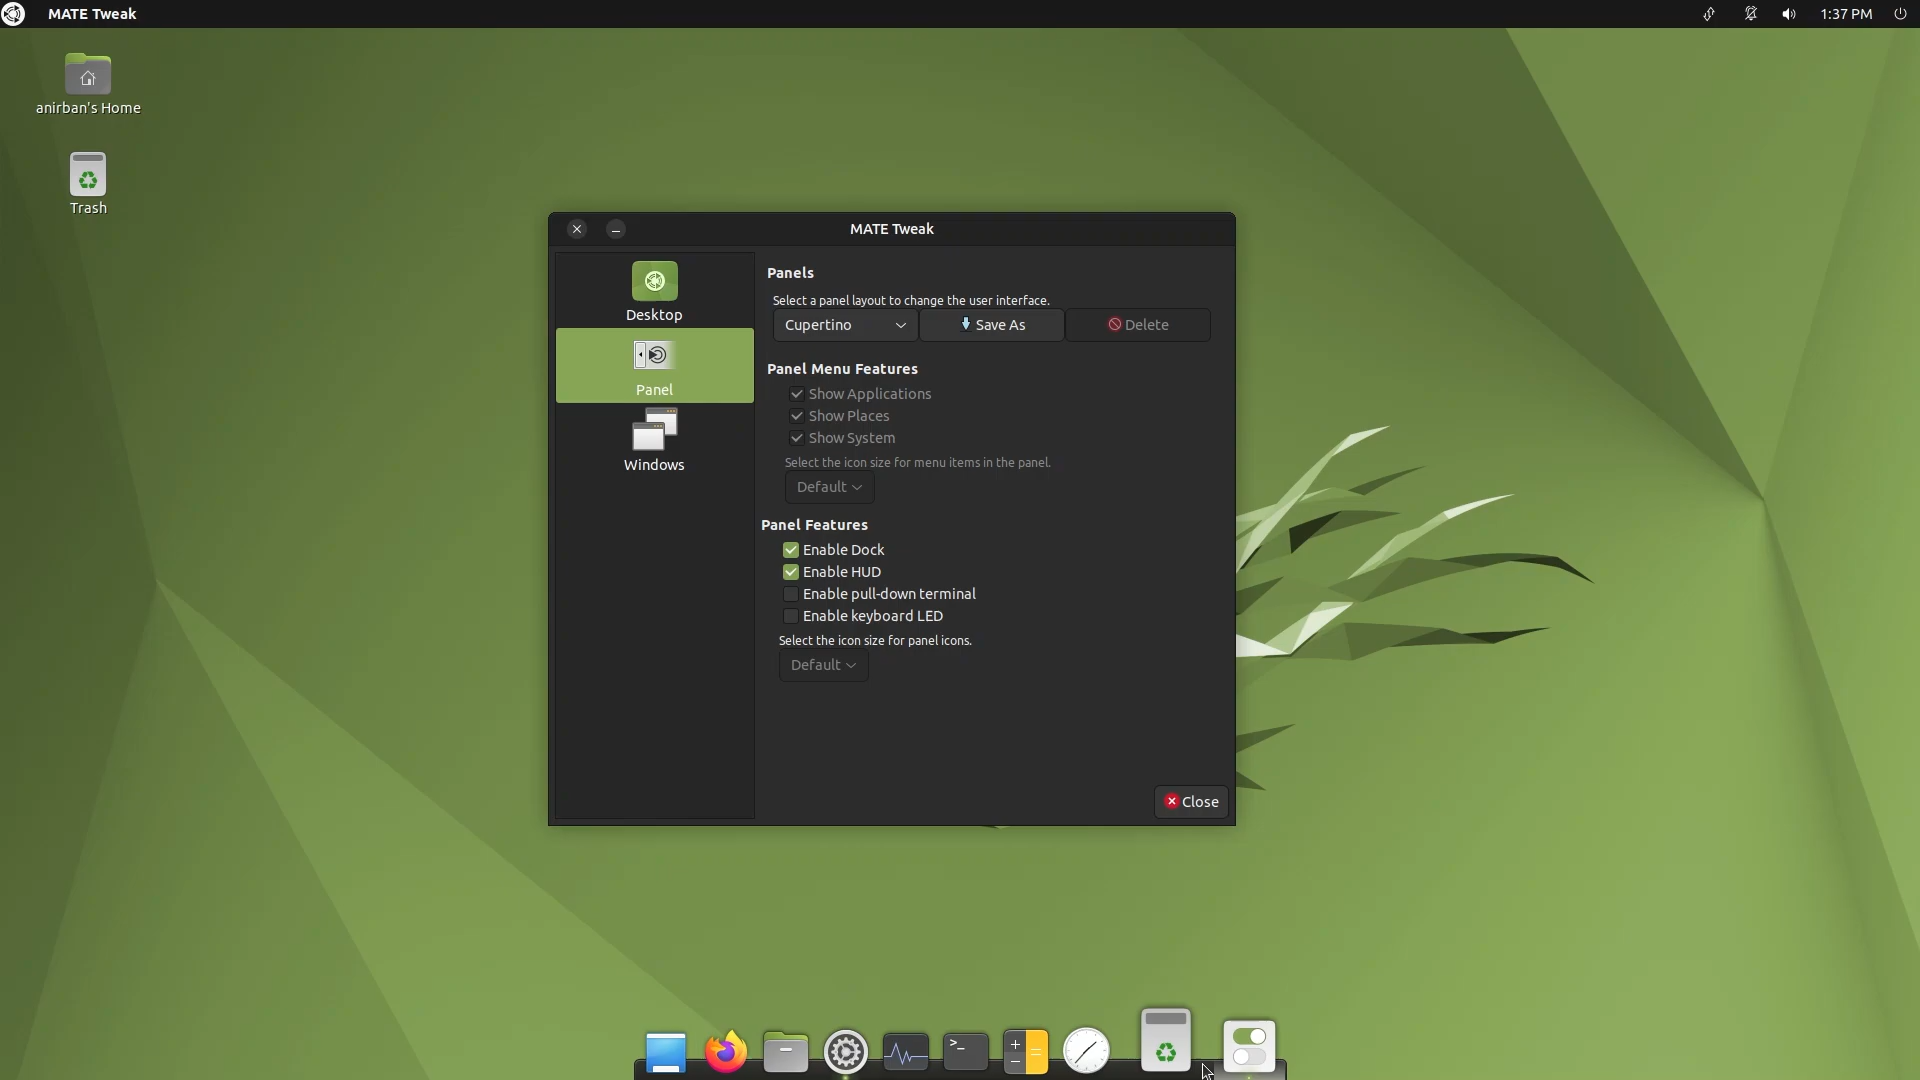 MATE Tweak
1:37 PM
anirban's Home
Trash
MATE Tweak
Desktop
Panel
Windows
Panels
Select a panel layout to change the user interface.
Cupertino
Save As
Delete
Panel Menu Features
Show Applications
Show Places
Show System
Select the icon size for menu items in the panel.
Default
Panel Features
Enable Dock
Enable HUD
Enable pull-down terminal
Enable keyboard LED
Select the icon size for panel icons.
Default
Close